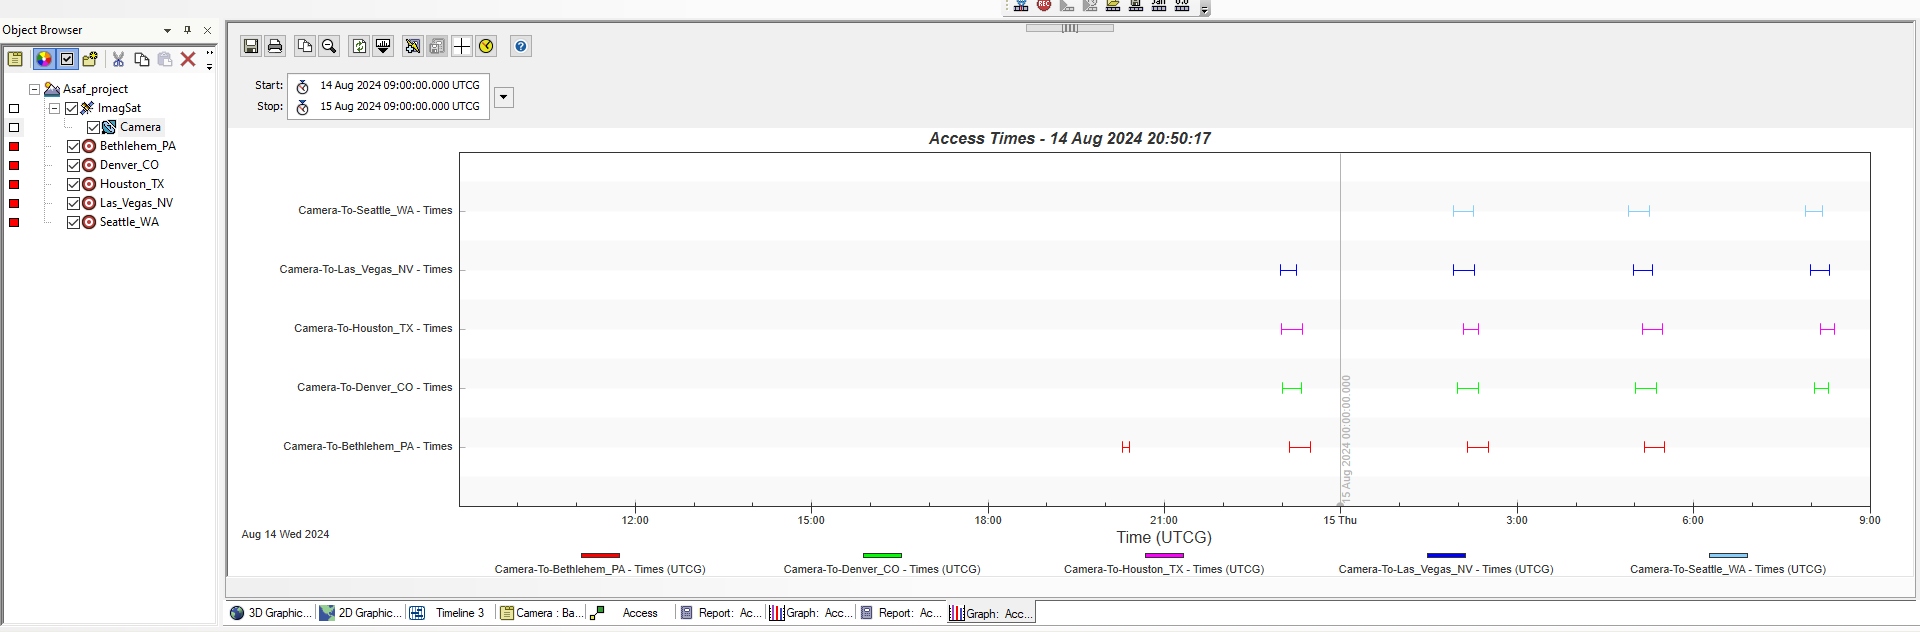 REC
Jan
0.0
Object Browser
Asaf_project
ImagSat
Camera
Bethlehem_PA
Denver_CO
Houston_TX
Las_Vegas_NV
Seattle_WA
Start: 14 Aug 2024 09:00:00.000 UTCG
Stop: 15 Aug 2024 09:00:00.000 UTCG
Access Times - 14 Aug 2024 20:50:17
Camera-To-Seattle_WA - Times
Camera-To-Las_Vegas_NV - Times
Camera-To-Houston_TX - Times
Camera-To-Denver_CO - Times
Camera-To-Bethlehem_PA - Times
15 Aug 2024 00:00:00.000
12:00 15:00 18:00 21:00 15 Thu 3:00 6:00 9:00
Aug 14 Wed 2024
Time (UTCG)
Camera-To-Bethlehem_PA - Times (UTCG) Camera-To-Denver_CO - Times (UTCG) Camera-To-Houston_TX - Times (UTCG) Camera-To-Las_Vegas_NV - Times (UTCG) Camera-To-Seattle_WA - Times (UTCG)
3D Graphic... 2D Graphic... Timeline 3 Camera : Ba... Access Report: Ac... Graph: Acc... Report: Ac... Graph: Acc...